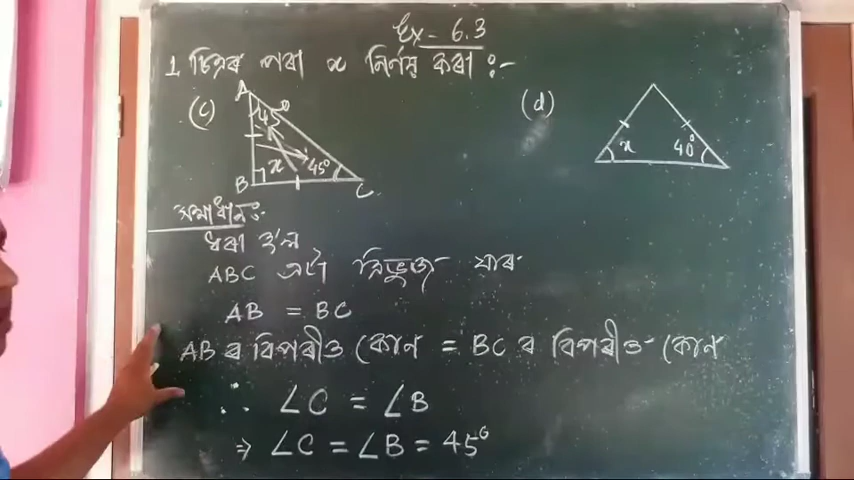 Ex - 6.3
1 চিত্ৰৰ পৰা x নিৰ্ণয় কৰা :-
(c)
A
B
C
x
45°
(d)
x
40°
সমাধান :-
ধৰা হ'ল
ABC এটা ত্ৰিভুজ যাৰ
AB = BC
AB ৰ বিপৰীত কোণ = BC ৰ বিপৰীত কোণ
∴ ∠C = ∠B
⇒ ∠C = ∠B = 45°